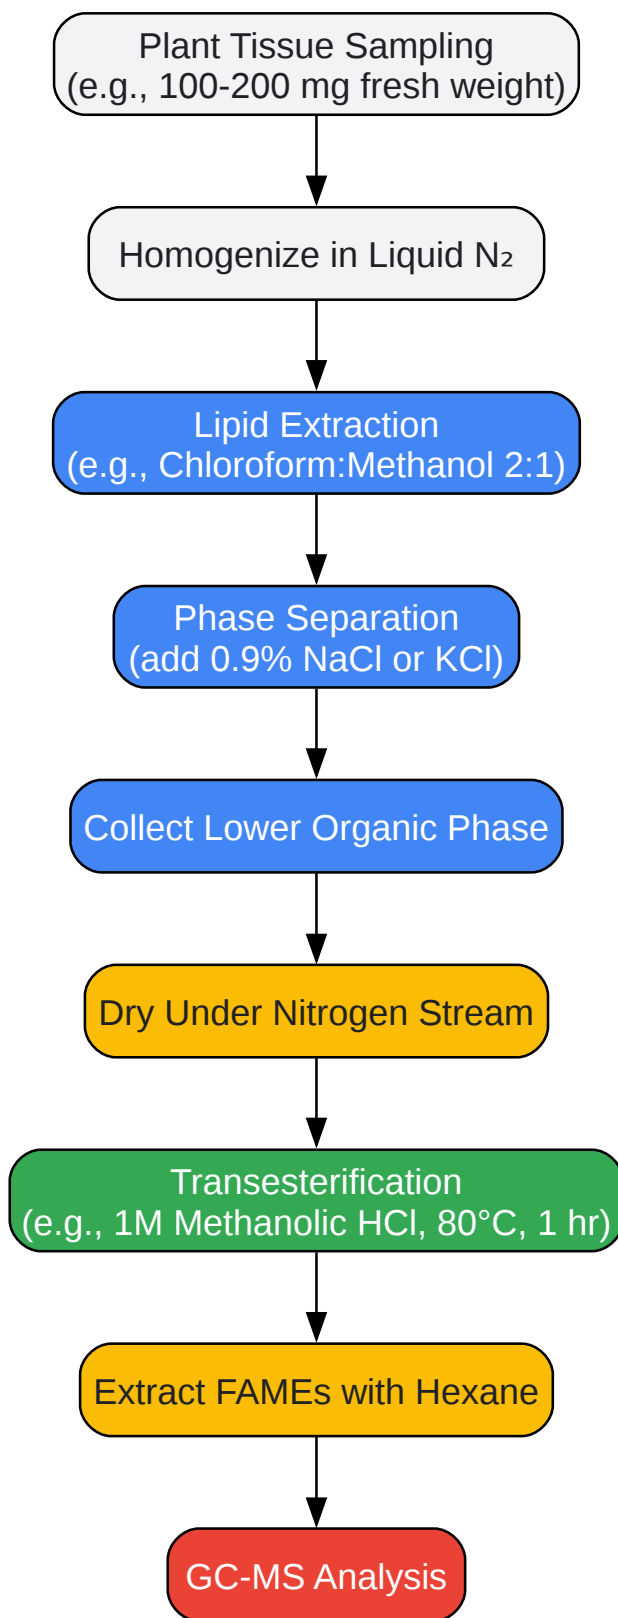 Plant Tissue Sampling
(e.g., 100-200 mg fresh weight)
Homogenize in Liquid N₂
Lipid Extraction
(e.g., Chloroform:Methanol 2:1)
Phase Separation
(add 0.9% NaCl or KCl)
Collect Lower Organic Phase
Dry Under Nitrogen Stream
Transesterification
(e.g., 1M Methanolic HCl, 80°C, 1 hr)
Extract FAMEs with Hexane
GC-MS Analysis